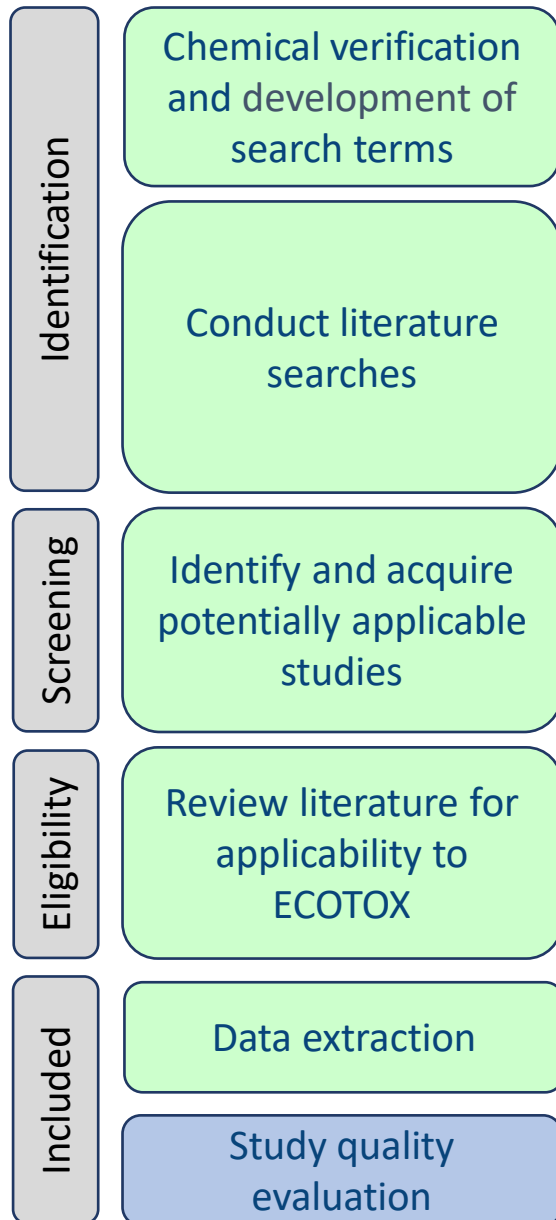 Identification
Chemical verification
and development of
search terms
Conduct literature
searches
Screening
Identify and acquire
potentially applicable
studies
Eligibility
Review literature for
applicability to
ECOTOX
Included
Data extraction
Study quality
evaluation